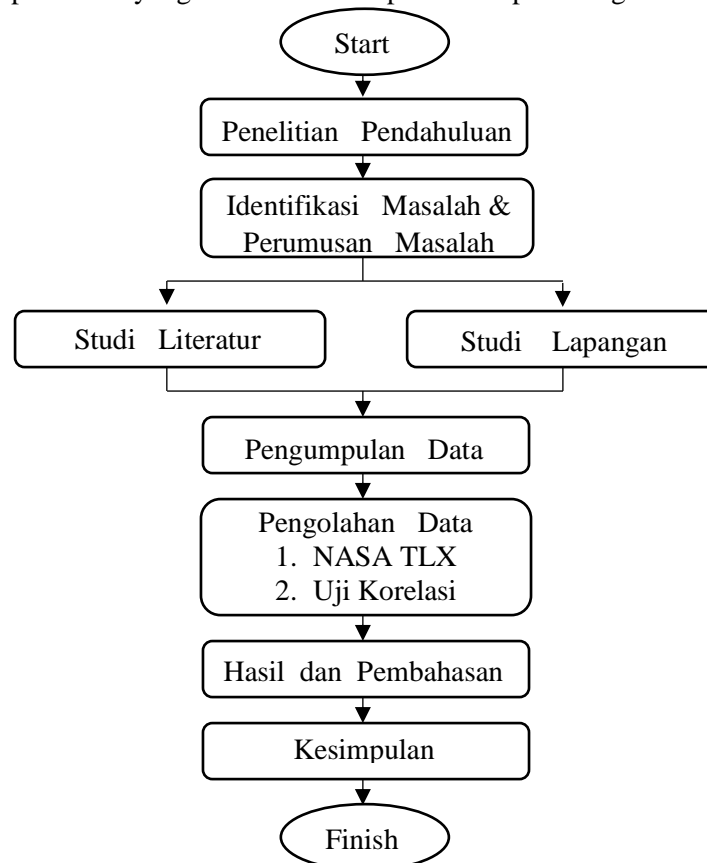 Start
Penelitian Pendahuluan
Identifikasi Masalah &
Perumusan Masalah
Studi Literatur
Studi Lapangan
Pengumpulan Data
Pengolahan Data
1. NASA TLX
2. Uji Korelasi
Hasil dan Pembahasan
Kesimpulan
Finish